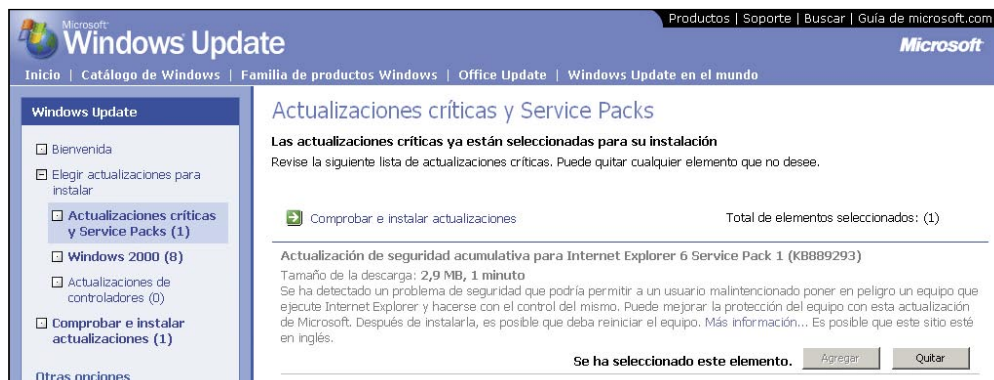 Productos | Soporte | Buscar | Guía de microsoft.com
Microsoft
Windows Update
Microsoft
Inicio | Catálogo de Windows | Familia de productos Windows | Office Update | Windows Update en el mundo
Windows Update
Bienvenida
Elegir actualizaciones para
instalar
Actualizaciones críticas
y Service Packs (1)
Windows 2000 (8)
Actualizaciones de
controladores (0)
Comprobar e instalar
actualizaciones (1)
Otras opciones
Actualizaciones críticas y Service Packs
Las actualizaciones críticas ya están seleccionadas para su instalación
Revise la siguiente lista de actualizaciones críticas. Puede quitar cualquier elemento que no desee.
Comprobar e instalar actualizaciones
Total de elementos seleccionados: (1)
Actualización de seguridad acumulativa para Internet Explorer 6 Service Pack 1 (KB889293)
Tamaño de la descarga: 2,9 MB, 1 minuto
Se ha detectado un problema de seguridad que podría permitir a un usuario malintencionado poner en peligro un equipo que
ejecute Internet Explorer y hacerse con el control del mismo. Puede mejorar la protección del equipo con esta actualización
de Microsoft. Después de instalarla, es posible que deba reiniciar el equipo. Más información... Es posible que este sitio esté
en inglés.
Se ha seleccionado este elemento.
Agregar
Quitar